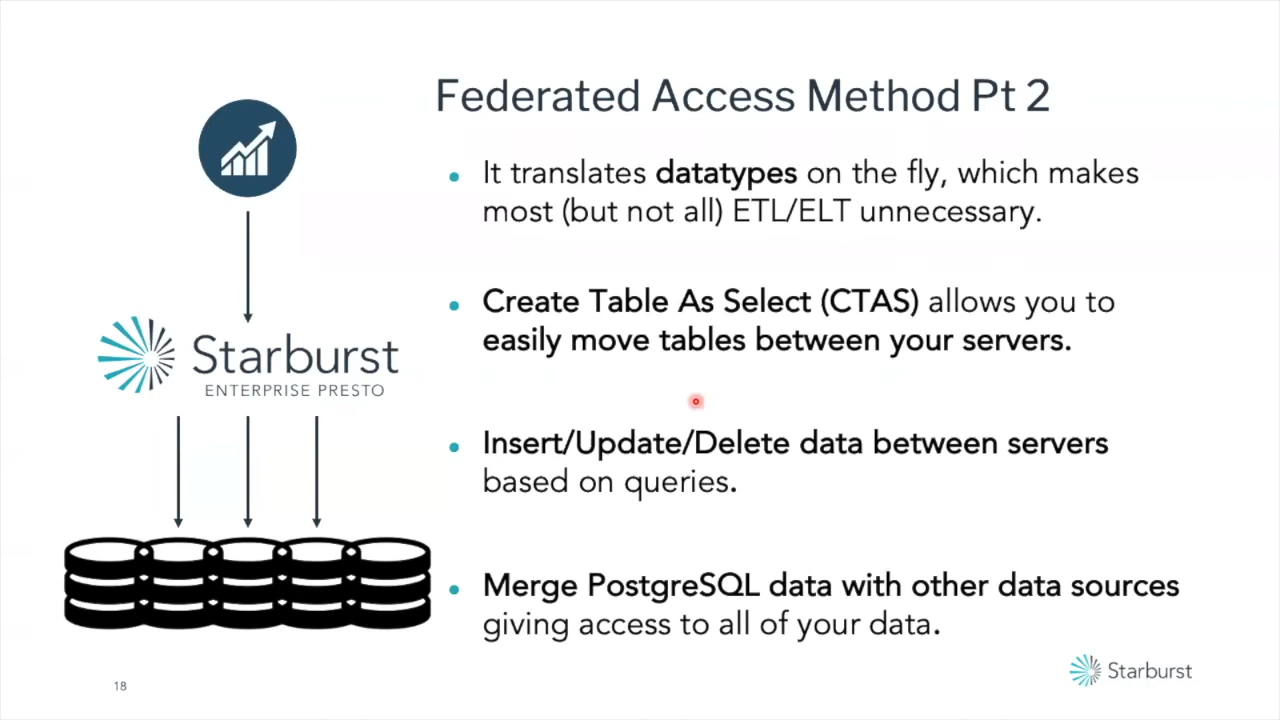 Federated Access Method Pt 2
It translates datatypes on the fly, which makes
most (but not all) ETL/ELT unnecessary.
Create Table As Select (CTAS) allows you to
easily move tables between your servers.
Insert/Update/Delete data between servers
based on queries.
Merge PostgreSQL data with other data sources
giving access to all of your data.
Starburst
ENTERPRISE PRESTO
18
Starburst